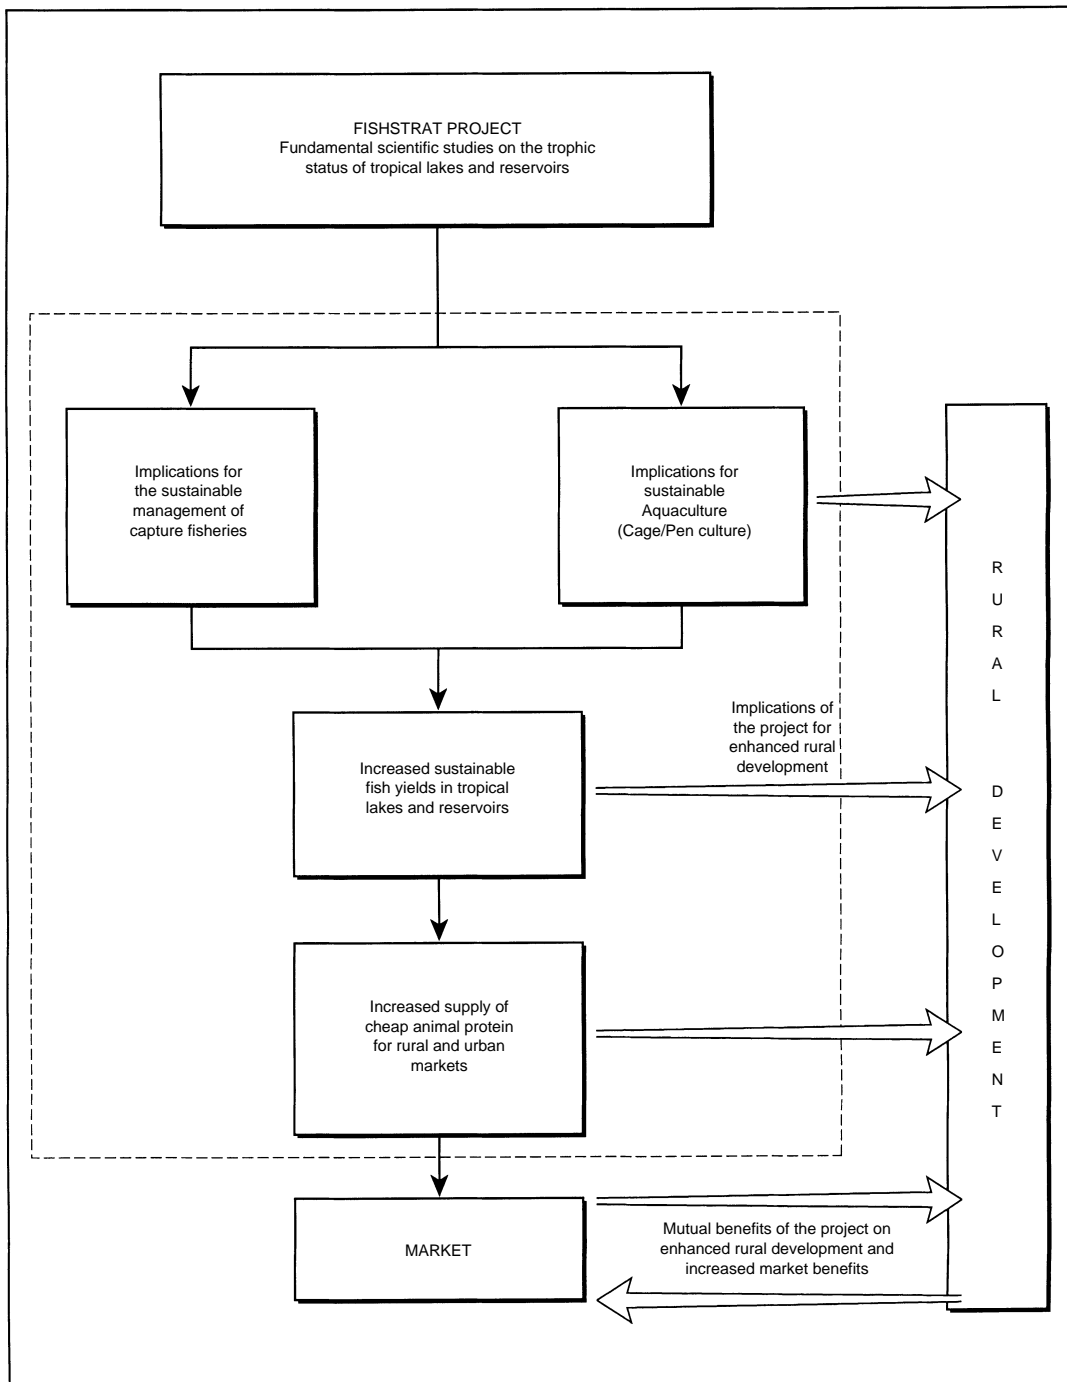 FISHSTRAT PROJECT
Fundamental scientific studies on the trophic
status of tropical lakes and reservoirs
Implications for
the sustainable
management of
capture fisheries
Implications for
sustainable
Aquaculture
(Cage/Pen culture)
Increased sustainable
fish yields in tropical
lakes and reservoirs
Implications of
the project for
enhanced rural
development
Increased supply of
cheap animal protein
for rural and urban
markets
MARKET
Mutual benefits of the project on
enhanced rural development and
increased market benefits
RURAL DEVELOPMENT